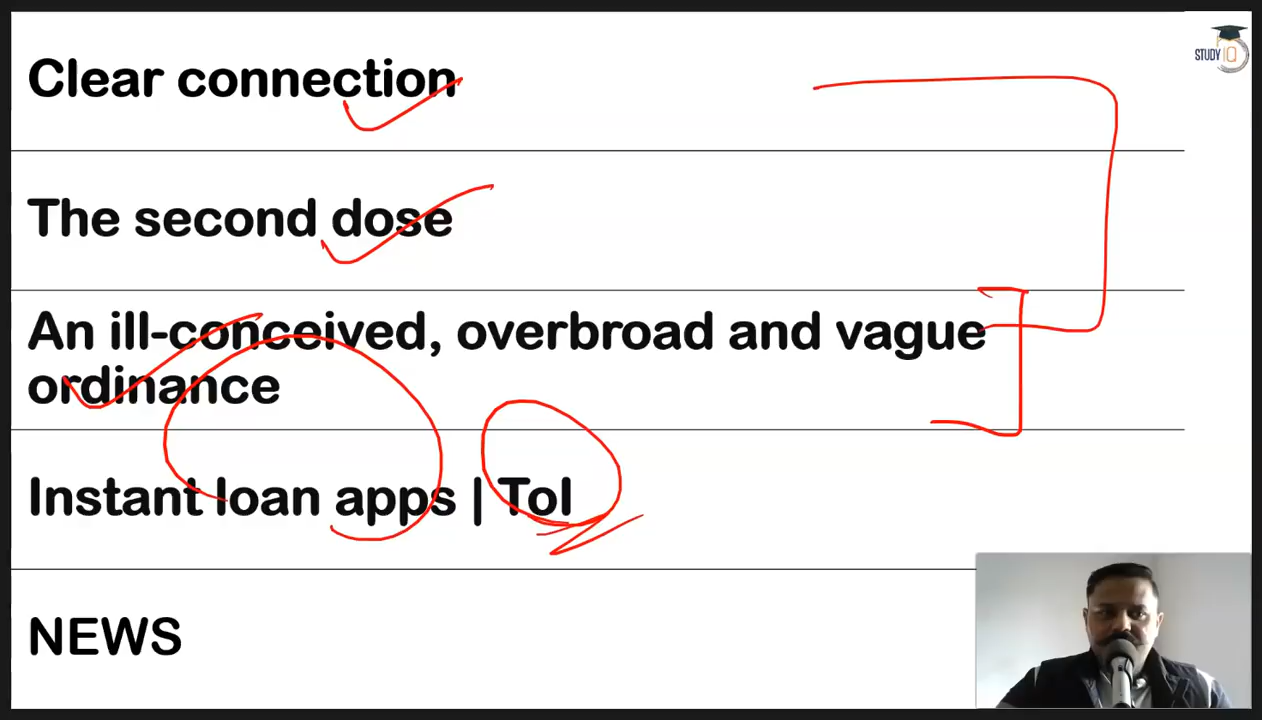 STUDY IQ
Clear connection
The second dose
An ill-conceived, overbroad and vague
ordinance
Instant loan apps | ToI
NEWS